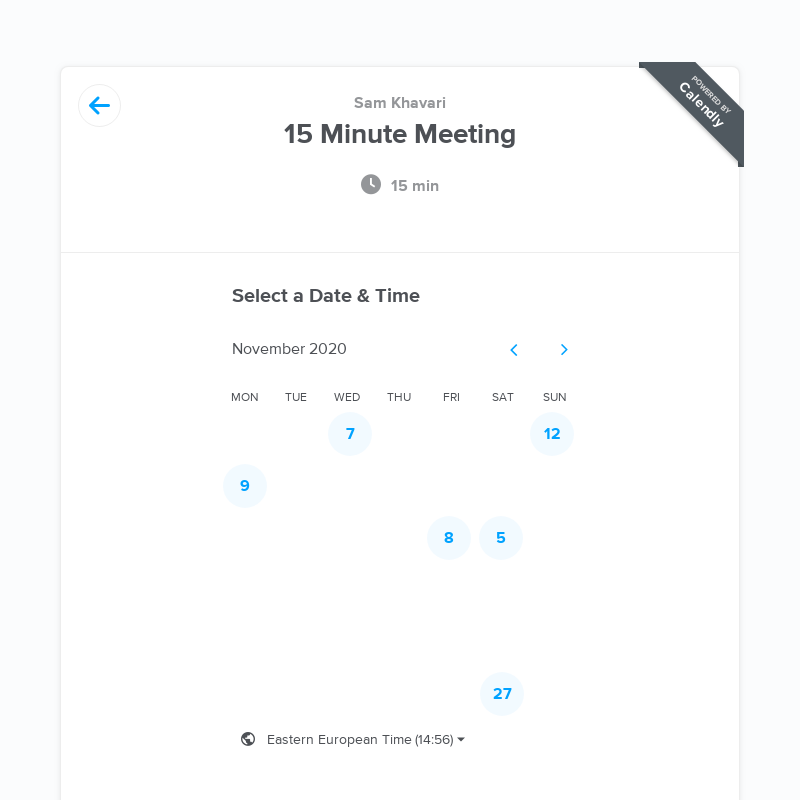 POWERED BY
Calendly
Sam Khavari
15 Minute Meeting
15 min
Select a Date & Time
November 2020
MON TUE WED THU FRI SAT SUN
7 12
9
8 5
27
Eastern European Time (14:56)